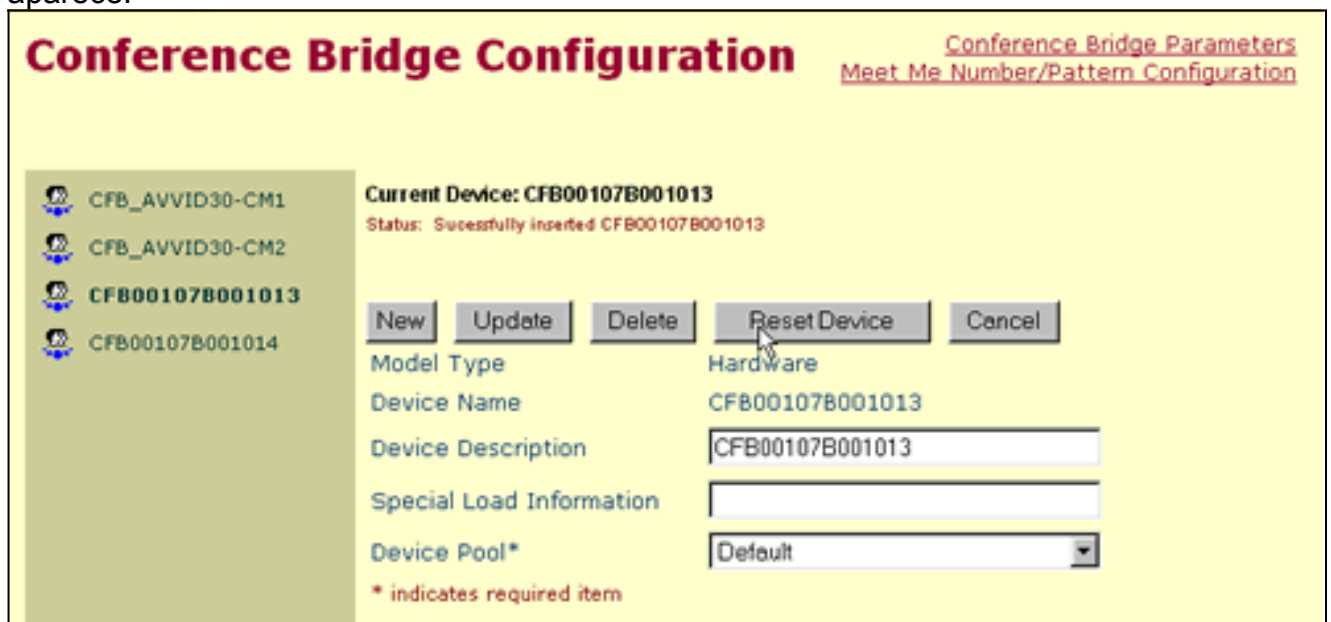 aparece.
Conference Bridge Configuration
Conference Bridge Parameters
Meet Me Number/Pattern Configuration
CFB_AVVID30-CM1
CFB_AVVID30-CM2
CFB00107B001013
CFB00107B001014
Current Device: CFB00107B001013
Status: Sucessfully inserted CFB00107B001013
New Update Delete Reset Device Cancel
Model Type Hardware
Device Name CFB00107B001013
Device Description CFB00107B001013
Special Load Information
Device Pool* Default
* indicates required item